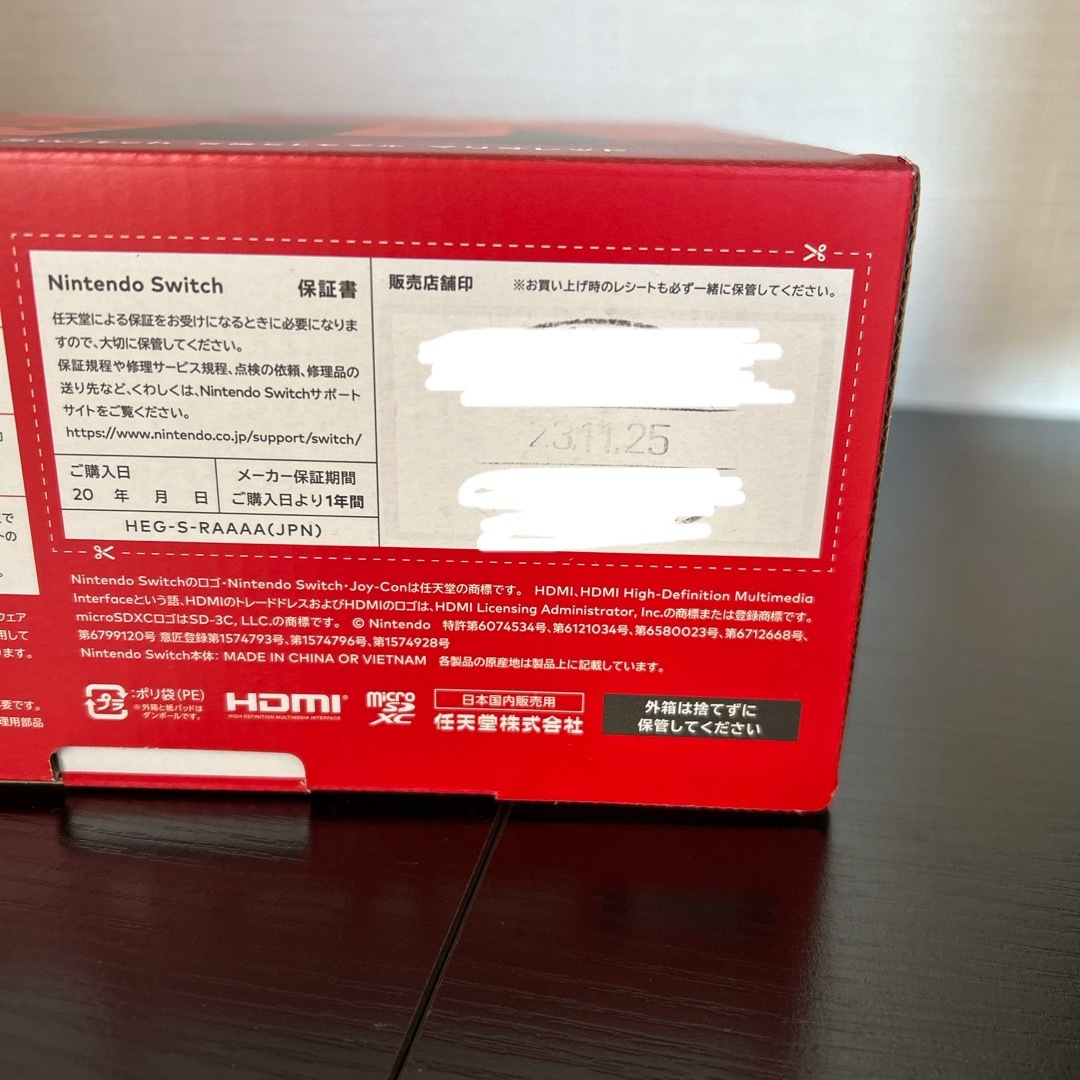 Nintendo Switch 保証書
任天堂による保証をお受けになるときに必要になりま
すので、大切に保管してください。
保証規程や修理サービス規程、点検の依頼、修理品の
送り先など、くわしくは、Nintendo Switchサポート
サイトをご覧ください。
https://www.nintendo.co.jp/support/switch/
ご購入日
20 年 月 日
メーカー保証期間
ご購入日より1年間
HEG-S-RAAAA(JPN)
販売店舗印
※お買い上げ時のレシートも必ず一緒に保管してください。
23.11.25
Nintendo Switchのロゴ・Nintendo Switch・Joy-Conは任天堂の商標です。 HDMI、HDMI High-Definition Multimedia
Interfaceという語、HDMIのトレードドレスおよびHDMIのロゴは、HDMI Licensing Administrator, Inc.の商標または登録商標です。
microSDXCロゴはSD-3C, LLC.の商標です。 © Nintendo 特許第6074534号、第6121034号、第6580023号、第6712668号、
第6799120号 意匠登録第1574793号、第1574796号、第1574928号
Nintendo Switch本体： MADE IN CHINA OR VIETNAM 各製品の原産地は製品上に記載しています。
プラ
:ポリ袋(PE)
※外箱と紙パッドは
ダンボールです。
HDMI
HIGH-DEFINITION MULTIMEDIA INTERFACE
micro
SD
XC
日本国内販売用
任天堂株式会社
外箱は捨てずに
保管してください
ウェア
用して
ます。
必要です。
理用部品